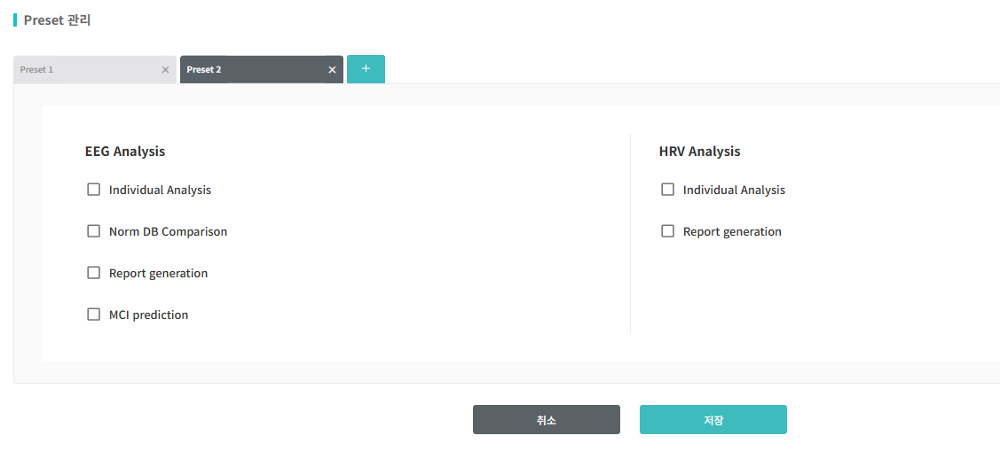 Preset 관리
Preset 1
Preset 2
EEG Analysis
Individual Analysis
Norm DB Comparison
Report generation
MCI prediction
HRV Analysis
Individual Analysis
Report generation
취소
저장